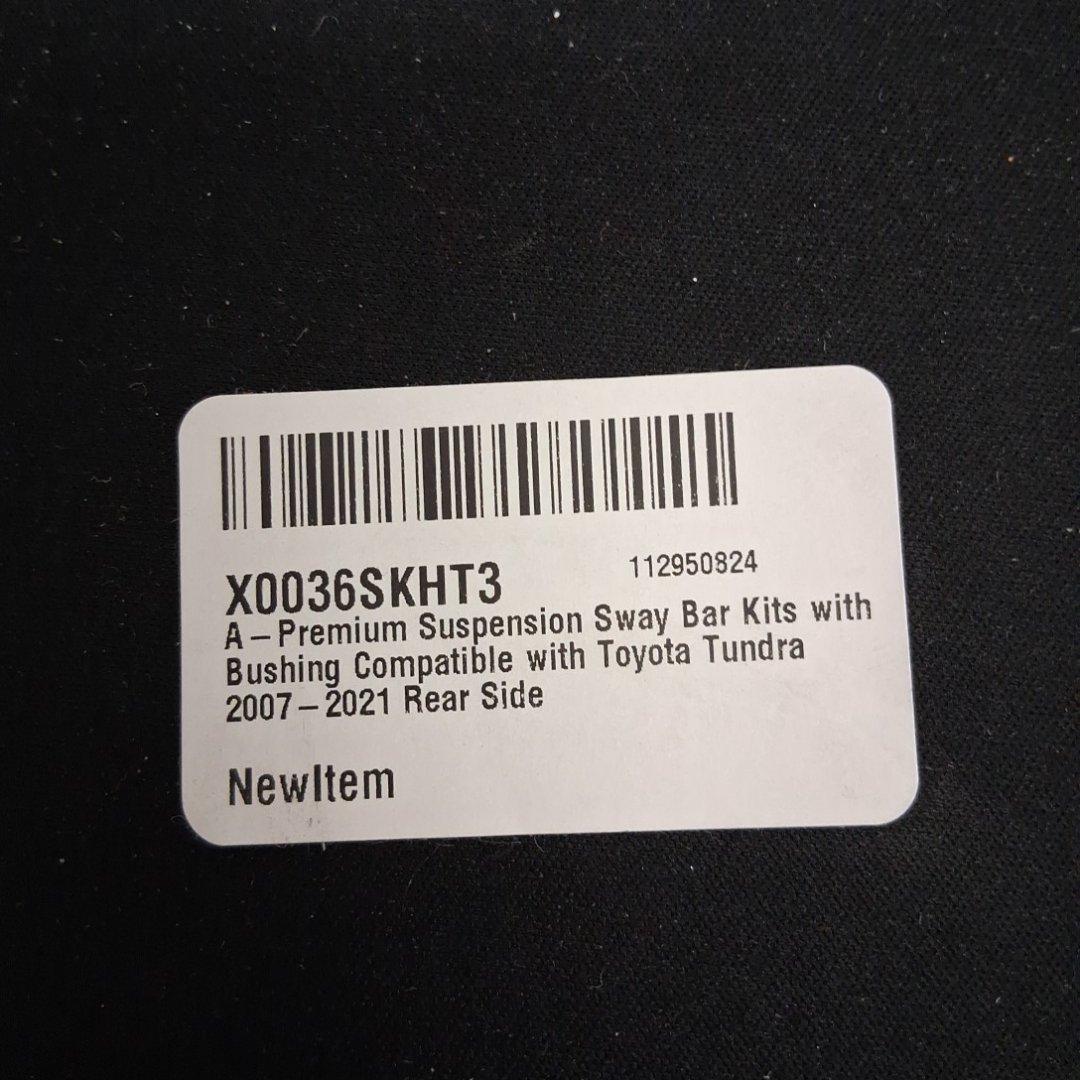 X0036SKHT3
112950824
A-Premium Suspension Sway Bar Kits with
Bushing Compatible with Toyota Tundra
2007-2021 Rear Side
NewItem